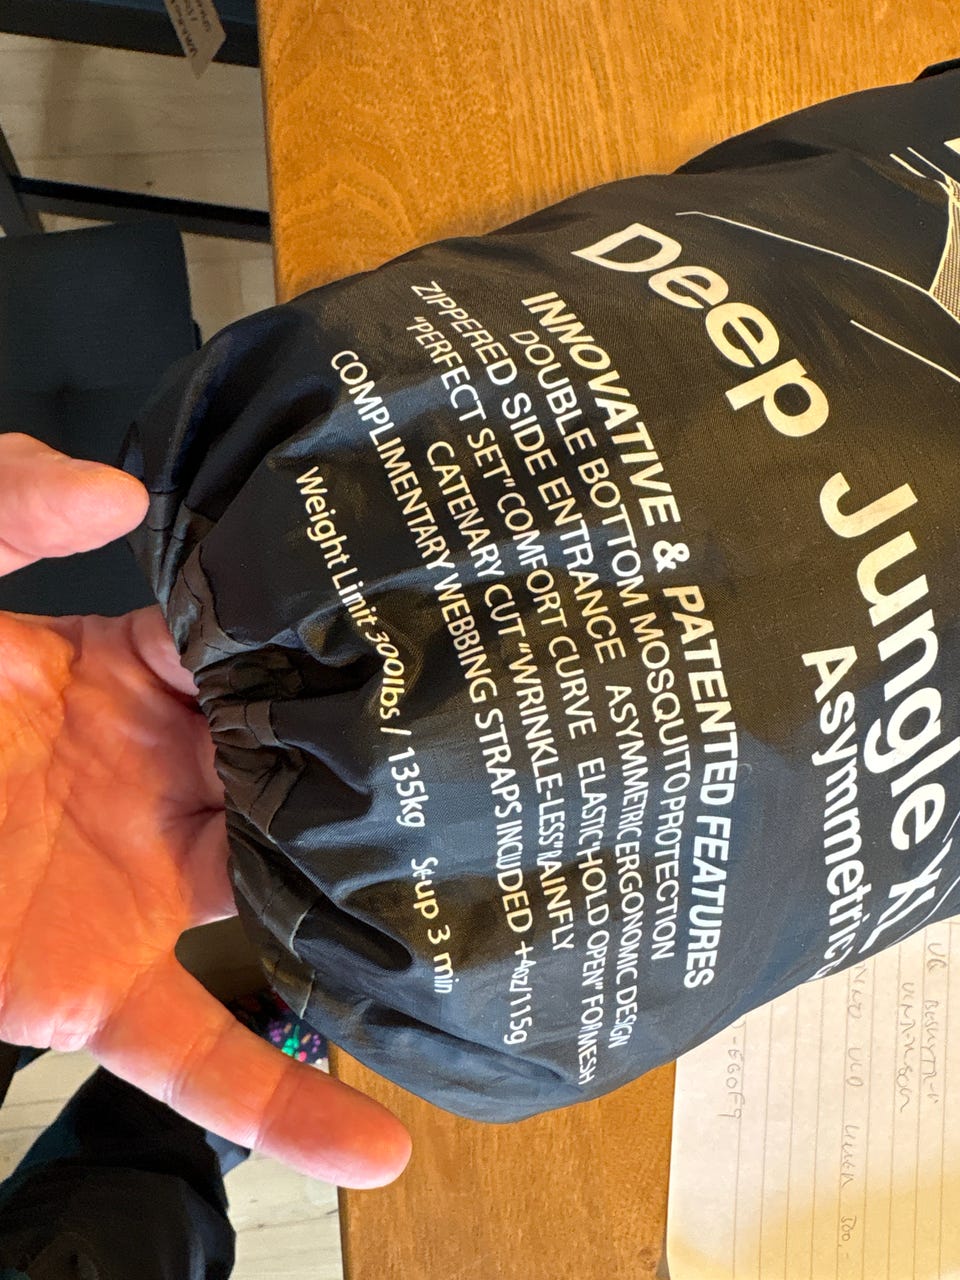 Deep Jungle XL
Asymmetric
INNOVATIVE & PATENTED FEATURES
DOUBLE BOTTOM MOSQUITO PROTECTION
ZIPPERED SIDE ENTRANCE ASYMMETRIC ERGONOMIC DESIGN
"PERFECT SET" COMFORT CURVE ELASTIC "HOLD OPEN" FOR MESH
CATENARY CUT "WRINKLE-LESS" RAINFLY
COMPLIMENTARY WEBBING STRAPS INCLUDED +4oz/115g
Weight Limit 300lbs / 135kg Set-up 3 min